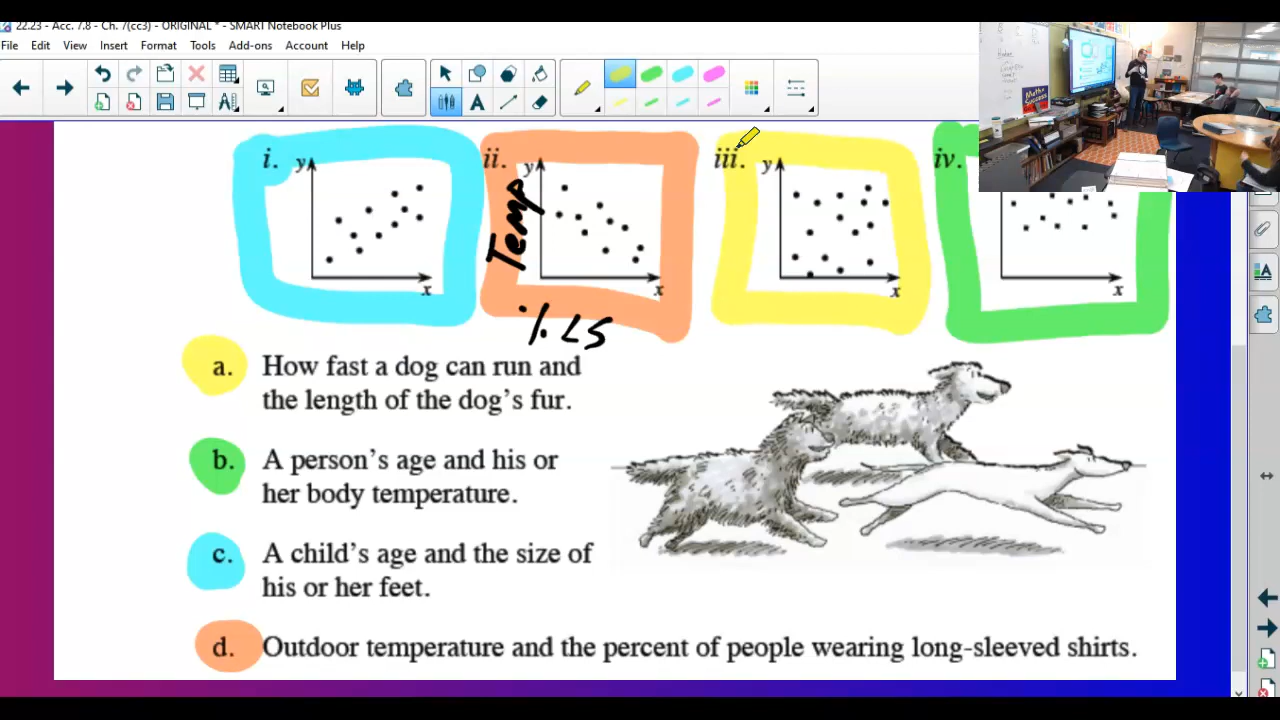 22.23 - Acc. 7.8 - Ch. 7(cc3) - ORIGINAL * - SMART Notebook Plus
File Edit View Insert Format Tools Add-ons Account Help
i. ii. iii. iv.
y y y
Temp
x x x x
% LS
a. How fast a dog can run and
the length of the dog's fur.
b. A person's age and his or
her body temperature.
c. A child's age and the size of
his or her feet.
d. Outdoor temperature and the percent of people wearing long-sleeved shirts.